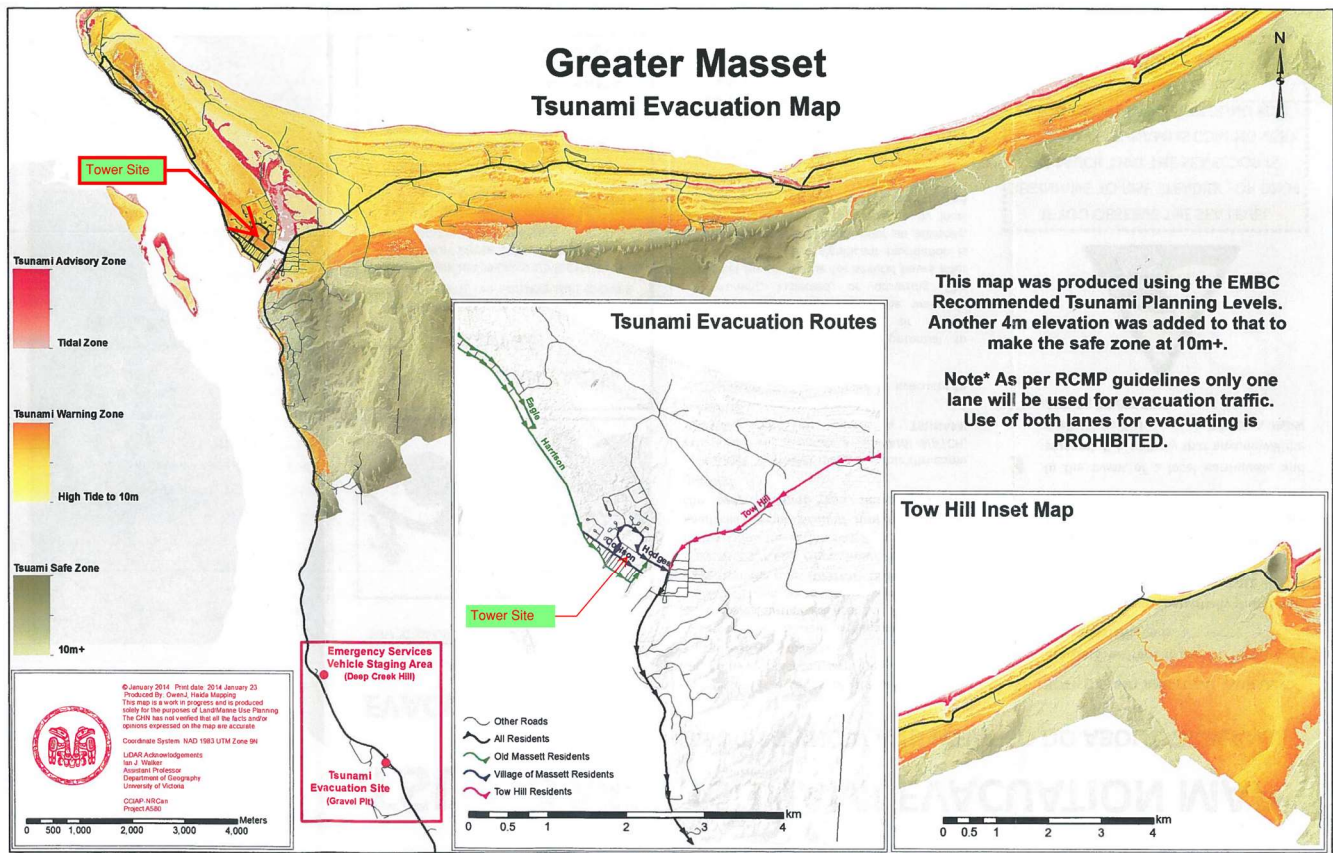 Greater Masset
Tsunami Evacuation Map
N
Tower Site
Tsunami Advisory Zone
Tidal Zone
Tsunami Warning Zone
High Tide to 10m
Tsuami Safe Zone
10m+
This map was produced using the EMBC
Recommended Tsunami Planning Levels.
Another 4m elevation was added to that to
make the safe zone at 10m+.
Note* As per RCMP guidelines only one
lane will be used for evacuation traffic.
Use of both lanes for evacuating is
PROHIBITED.
Tsunami Evacuation Routes
Eagle
Harrison
Tow Hill
Collison
Hodges
Tower Site
Other Roads
All Residents
Old Massett Residents
Village of Massett Residents
Tow Hill Residents
0 0.5 1 2 3 4 km
Tow Hill Inset Map
0 0.5 1 2 3 4 km
Emergency Services
Vehicle Staging Area
(Deep Creek Hill)
Tsunami
Evacuation Site
(Gravel Pit)
© January 2014 Print date 2014 January 23
Produced By: OwenJ, Haida Mapping
This map is a work in progress and is produced
solely for the purposes of Land/Marine Use Planning
The CHN has not verified that all the facts and/or
opinions expressed on the map are accurate
Coordinate System NAD 1983 UTM Zone 9N
LiDAR Acknowledgements
Ian J. Walker
Assistant Professor
Department of Geography
University of Victoria
CCIAP-NRCan
Project A580
0 500 1,000 2,000 3,000 4,000 Meters